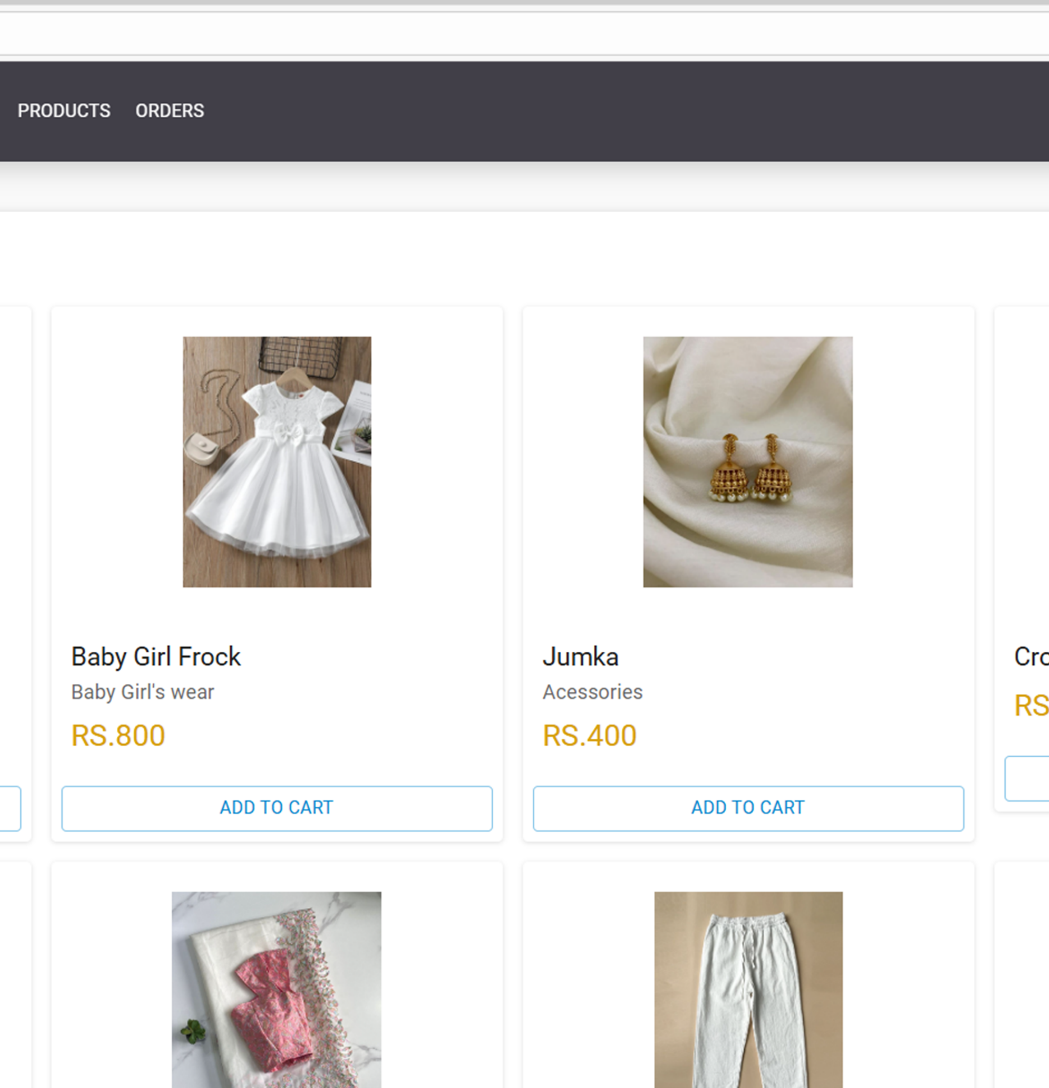 PRODUCTS ORDERS
Baby Girl Frock
Baby Girl's wear
RS.800
ADD TO CART
Jumka
Acessories
RS.400
ADD TO CART
Cro
RS